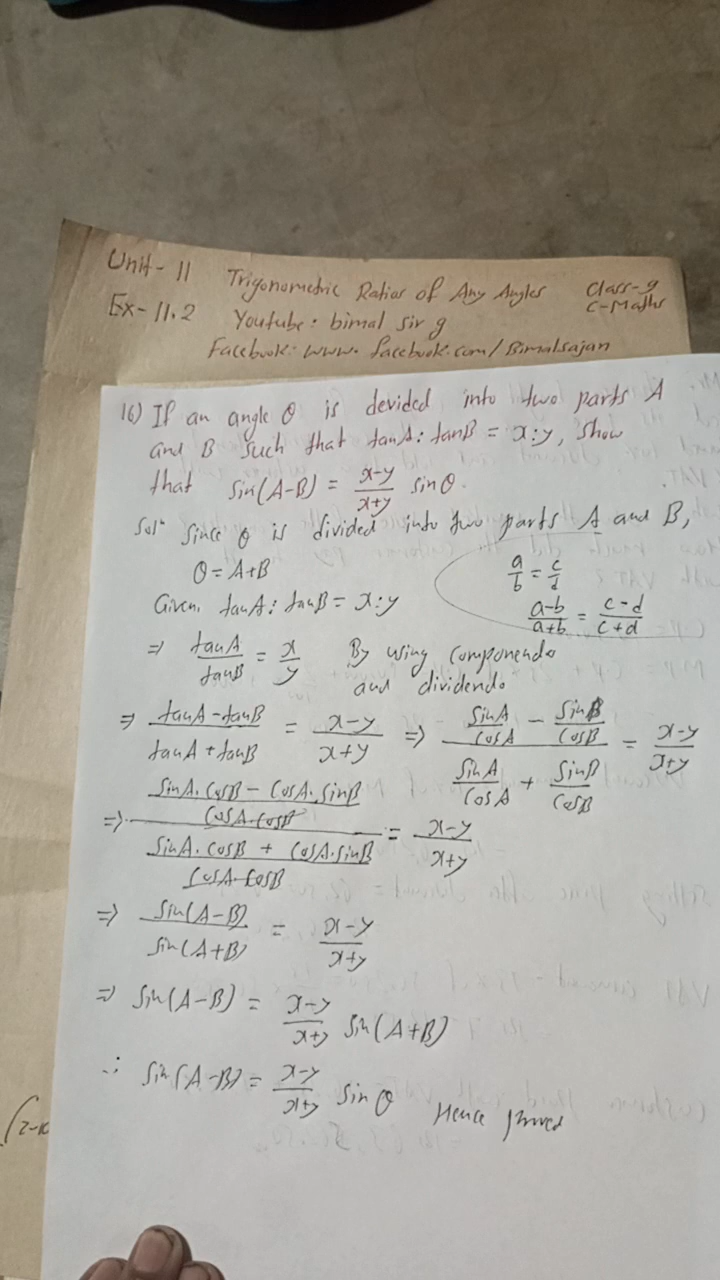 Unit - 11 Trigonometric Ratios of Any Angles Class-9
Ex-11.2 Youtube: bimal sir g C-Maths
Facebook: www.facebook.com/Bimalsajan
16) If an angle θ is devided into two parts A
and B such that tanA : tanB = x:y, show
that sin(A-B) = (x-y)/(x+y) sinθ.
Solⁿ Since θ is divided into two parts A and B,
θ = A+B
a/b = c/d
Given, tanA : tanB = x:y
(a-b)/(a+b) = (c-d)/(c+d)
⇒ tanA/tanB = x/y By using componendo
and dividendo
⇒ (tanA - tanB)/(tanA + tanB) = (x-y)/(x+y) ⇒ (sinA/cosA - sinB/cosB)/(sinA/cosA + sinB/cosB) = (x-y)/(x+y)
⇒ ((sinA.cosB - cosA.sinB)/(cosA.cosB))/((sinA.cosB + cosA.sinB)/(cosA.cosB)) = (x-y)/(x+y)
⇒ sin(A-B)/sin(A+B) = (x-y)/(x+y)
⇒ sin(A-B) = (x-y)/(x+y) sin(A+B)
∴ sin(A-B) = (x-y)/(x+y) sinθ Hence proved